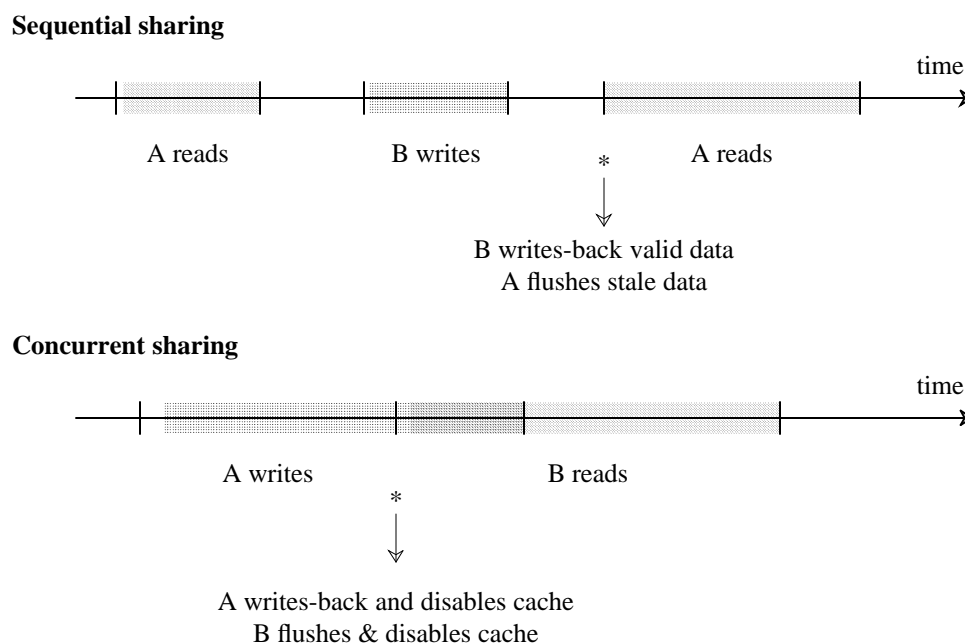 Sequential sharing
time
A reads B writes A reads
*
B writes-back valid data
A flushes stale data
Concurrent sharing
time
A writes B reads
*
A writes-back and disables cache
B flushes & disables cache